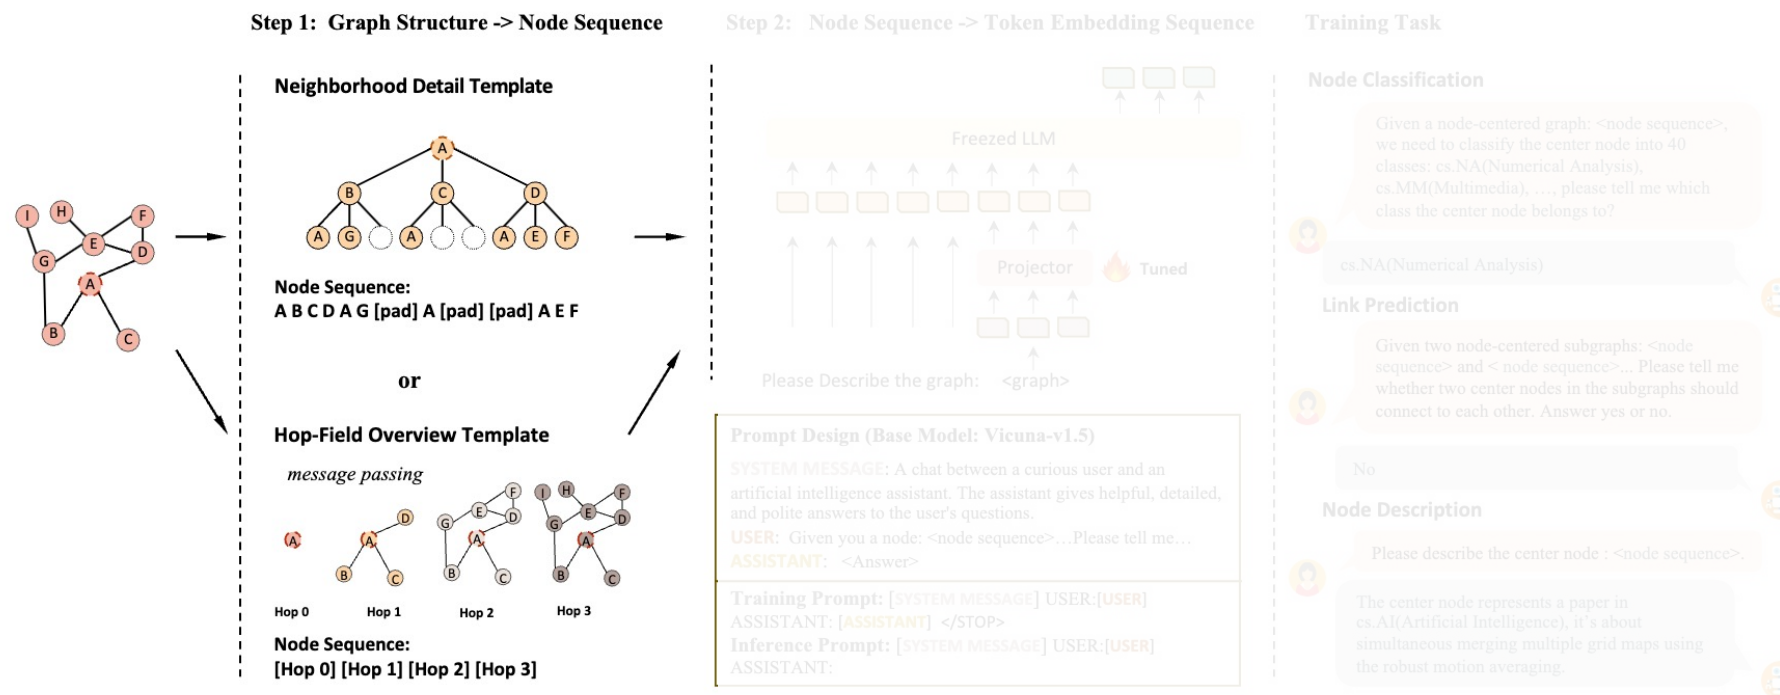 Step 1:  Graph Structure -> Node Sequence
Step 2:  Node Sequence -> Token Embedding Sequence
Training Task
Neighborhood Detail Template
A
B C D
A G A A E F
I H F
E
G D
A
B
C
Node Sequence:
A B C D A G [pad] A [pad] [pad] A E F
or
Hop-Field Overview Template
message passing
A
D
A
B C
F
G E D
A
B C
I H F
G E D
A
B C
Hop 0 Hop 1 Hop 2 Hop 3
Node Sequence:
[Hop 0] [Hop 1] [Hop 2] [Hop 3]
Freezed LLM
Projector
Tuned
Please Describe the graph: <graph>
Prompt Design (Base Model: Vicuna-v1.5)
SYSTEM MESSAGE: A chat between a curious user and an
artificial intelligence assistant. The assistant gives helpful, detailed,
and polite answers to the user's questions.
USER: Given you a node: <node sequence>…Please tell me…
ASSISTANT: <Answer>
Training Prompt: [SYSTEM MESSAGE] USER:[USER]
ASSISTANT: [ASSISTANT] </STOP>
Inference Prompt: [SYSTEM MESSAGE] USER:[USER]
ASSISTANT:
Node Classification
Given a node-centered graph: <node sequence>,
we need to classify the center node into 40
classes: cs.NA(Numerical Analysis),
cs.MM(Multimedia), …, please tell me which
class the center node belongs to?
cs.NA(Numerical Analysis)
Link Prediction
Given two node-centered subgraphs: <node
sequence> and < node sequence>... Please tell me
whether two center nodes in the subgraphs should
connect to each other. Answer yes or no.
No
Node Description
Please describe the center node : <node sequence>.
The center node represents a paper in
cs.AI(Artificial Intelligence), it's about
simultaneous merging multiple grid maps using
the robust motion averaging.